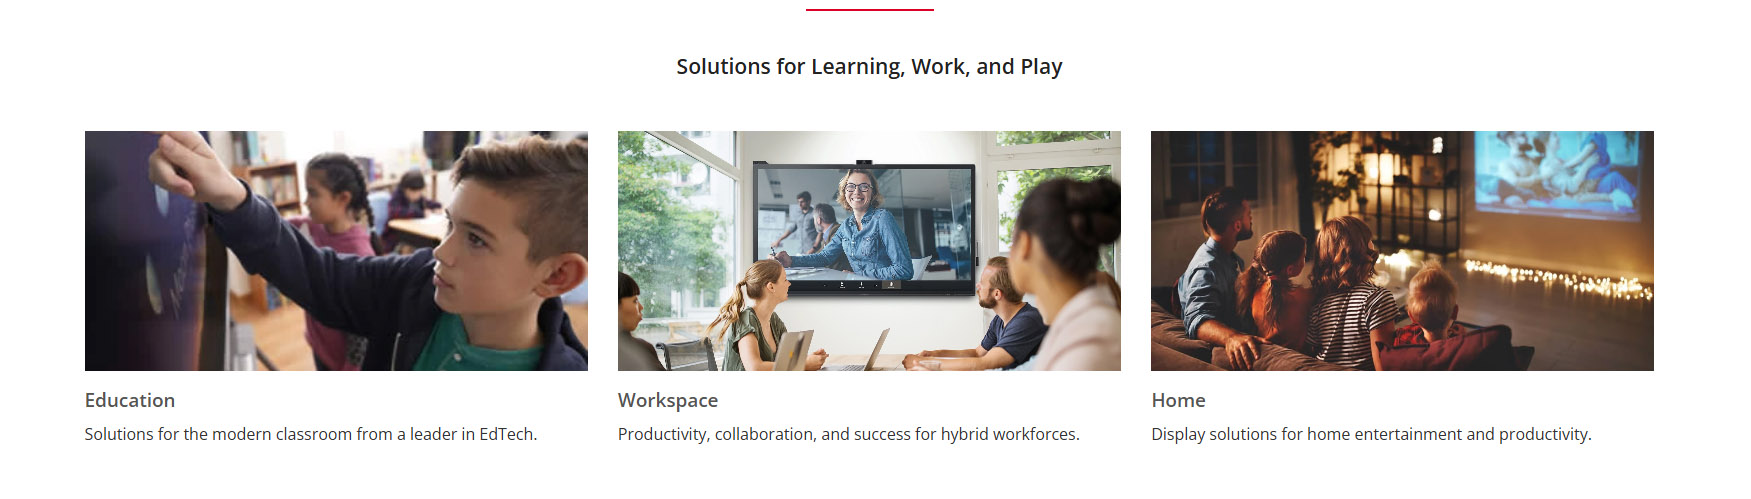 Solutions for Learning, Work, and Play
Education
Solutions for the modern classroom from a leader in EdTech.
Workspace
Productivity, collaboration, and success for hybrid workforces.
Home
Display solutions for home entertainment and productivity.